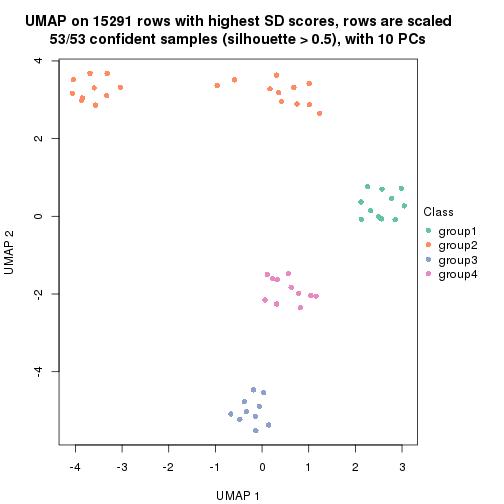 UMAP on 15291 rows with highest SD scores, rows are scaled
53/53 confident samples (silhouette > 0.5), with 10 PCs
4
2
0
-2
-4
UMAP 2
-4
-3
-2
-1
0
1
2
3
UMAP 1
Class
group1
group2
group3
group4